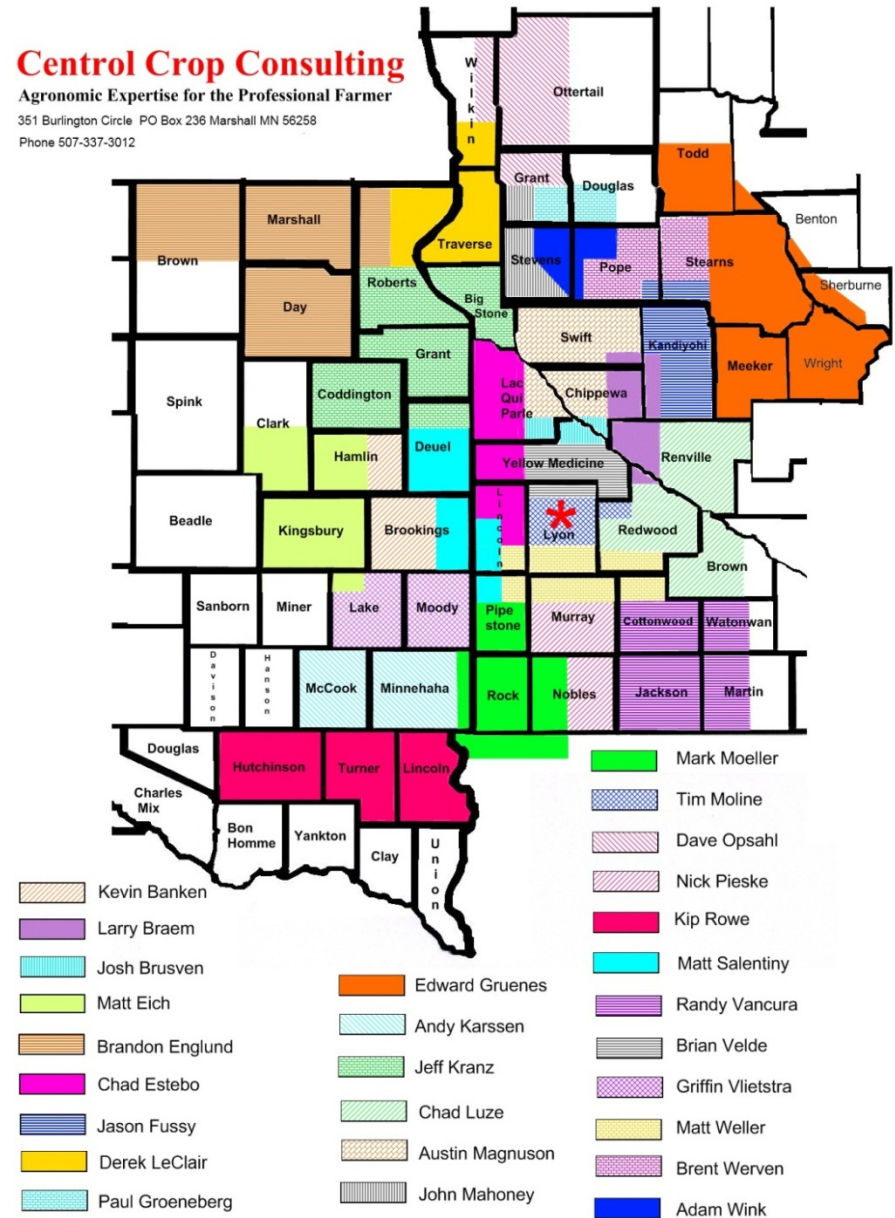 Centrol Crop Consulting
Agronomic Expertise for the Professional Farmer
351 Burlington Circle PO Box 236 Marshall MN 56258
Phone 507-337-3012
Wilkin
Ottertail
Todd
Grant
Douglas
Benton
Marshall
Brown
Traverse
Stevens
Pope
Stearns
Sherburne
Roberts
Big
Stone
Day
Swift
Kandiyohi
Grant
Meeker
Wright
Lac
Qui
Parle
Chippewa
Coddington
Spink
Clark
Hamlin
Deuel
Yellow Medicine
Renville
Beadle
Kingsbury
Brookings
Lincoln
*
Lyon
Redwood
Brown
Sanborn
Miner
Lake
Moody
Pipe
stone
Murray
Cottonwood
Watonwan
Davison
Hanson
McCook
Minnehaha
Rock
Nobles
Jackson
Martin
Douglas
Hutchinson
Turner
Lincoln
Charles
Mix
Bon
Homme
Yankton
Clay
Union
Kevin Banken
Larry Braem
Josh Brusven
Matt Eich
Brandon Englund
Chad Estebo
Jason Fussy
Derek LeClair
Paul Groeneberg
Edward Gruenes
Andy Karssen
Jeff Kranz
Chad Luze
Austin Magnuson
John Mahoney
Mark Moeller
Tim Moline
Dave Opsahl
Nick Pieske
Kip Rowe
Matt Salentiny
Randy Vancura
Brian Velde
Griffin Vlietstra
Matt Weller
Brent Werven
Adam Wink